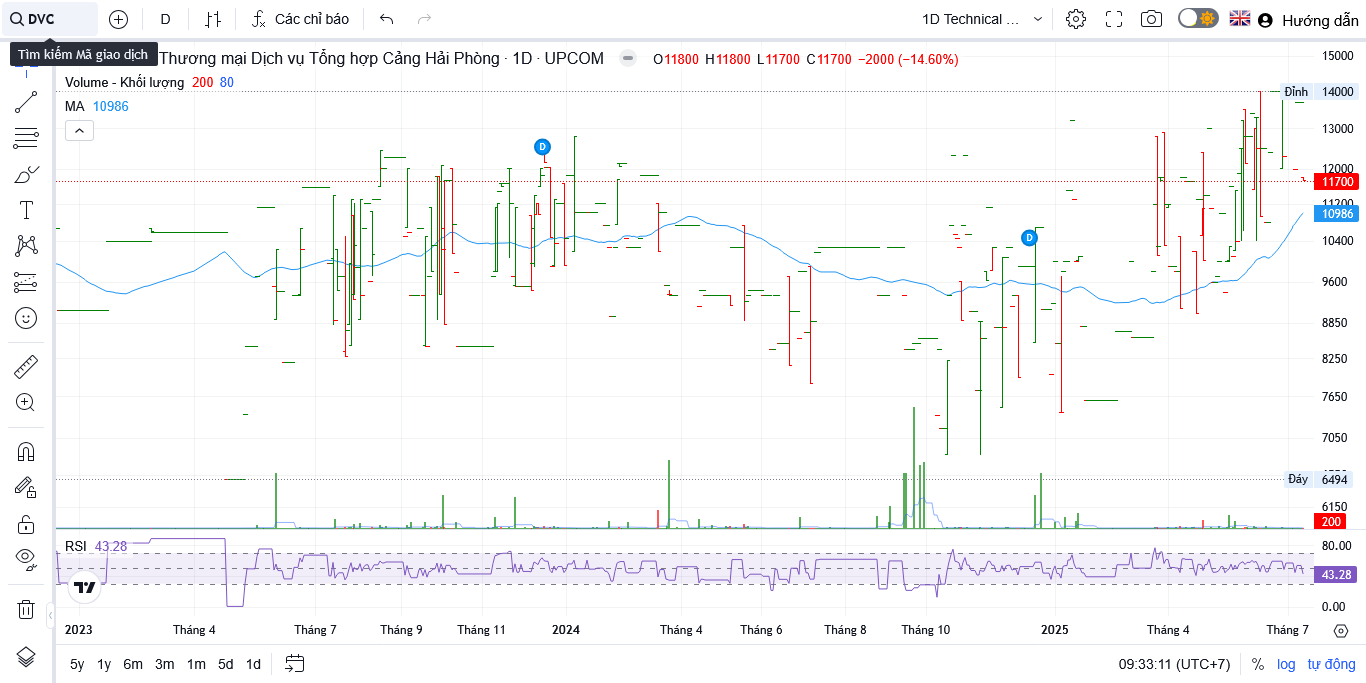 DVC
D
Các chỉ báo
1D Technical ...
Hướng dẫn
Tìm kiếm Mã giao dịch
Thương mại Dịch vụ Tổng hợp Cảng Hải Phòng · 1D · UPCOM
O11800 H11800 L11700 C11700 −2000 (−14.60%)
Volume - Khối lượng 200 80
MA 10986
15000
Đỉnh 14000
13000
12000
11700
11200
10986
10400
9600
8850
8250
7650
7050
Đáy 6494
6150
200
D
D
RSI 43.28
80.00
43.28
0.00
2023 Tháng 4 Tháng 7 Tháng 9 Tháng 11 2024 Tháng 4 Tháng 6 Tháng 8 Tháng 10 2025 Tháng 4 Tháng 7
5y 1y 6m 3m 1m 5d 1d
09:33:11 (UTC+7) % log tự động